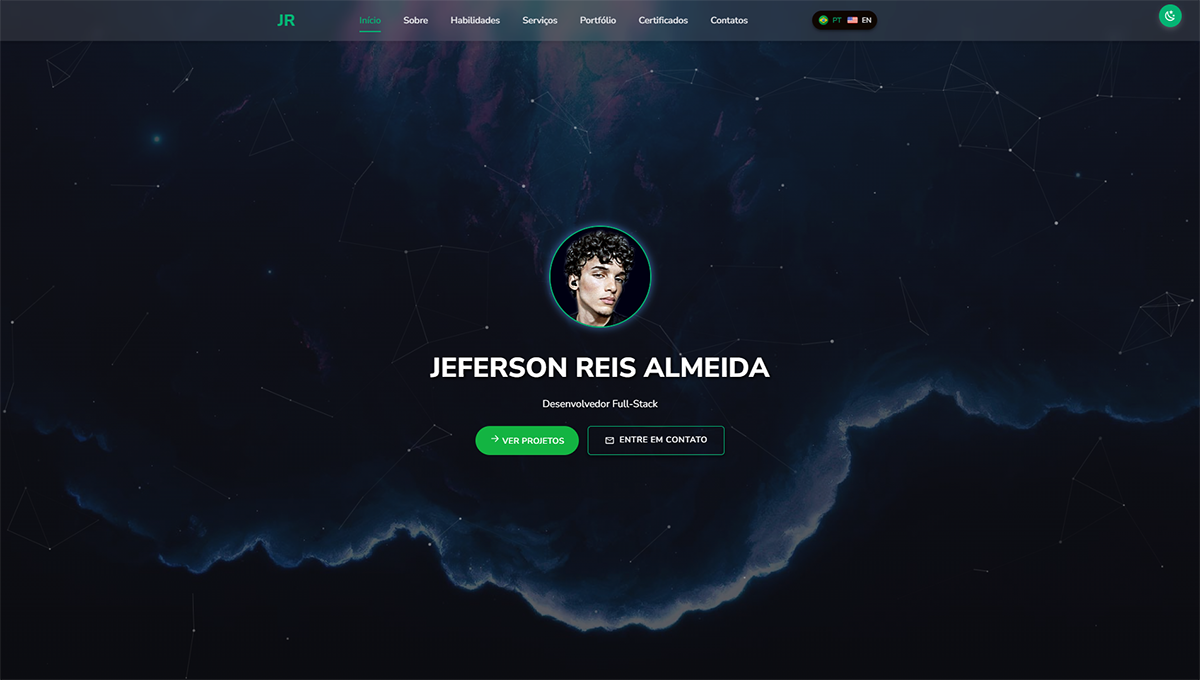 JR Início Sobre Habilidades Serviços Portfólio Certificados Contatos PT EN
JEFERSON REIS ALMEIDA
Desenvolvedor Full-Stack
VER PROJETOS ENTRE EM CONTATO